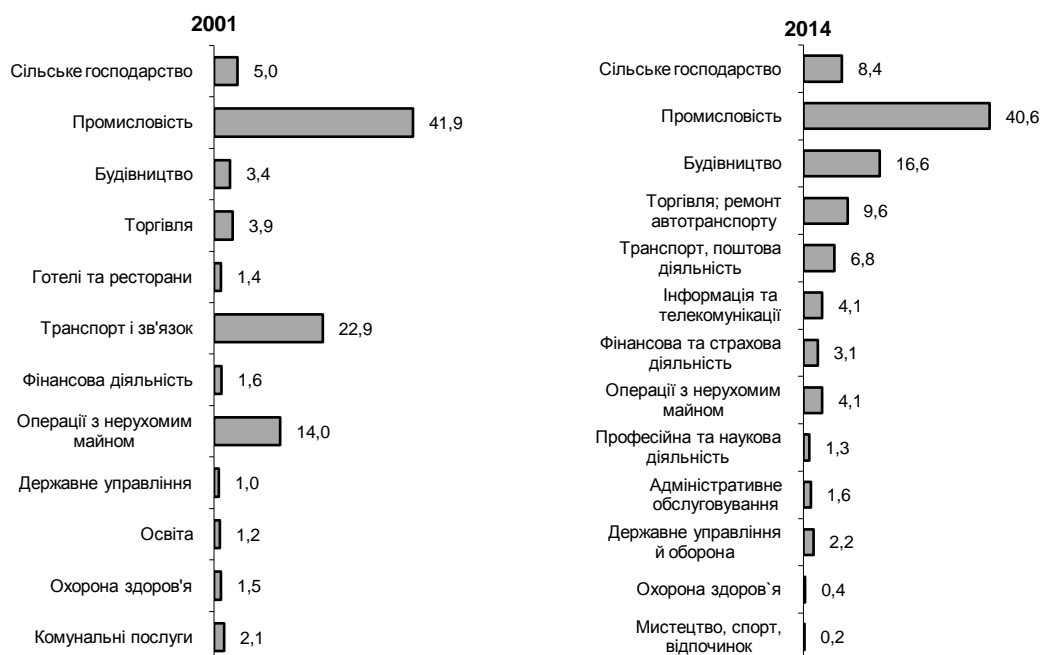 2001
Сільське господарство 5,0
Промисловість 41,9
Будівництво 3,4
Торгівля 3,9
Готелі та ресторани 1,4
Транспорт і зв'язок 22,9
Фінансова діяльність 1,6
Операції з нерухомим
майном 14,0
Державне управління 1,0
Освіта 1,2
Охорона здоров'я 1,5
Комунальні послуги 2,1
2014
Сільське господарство 8,4
Промисловість 40,6
Будівництво 16,6
Торгівля; ремонт
автотранспорту 9,6
Транспорт, поштова
діяльність 6,8
Інформація та
телекомунікації 4,1
Фінансова та страхова
діяльність 3,1
Операції з нерухомим
майном 4,1
Професійна та наукова
діяльність 1,3
Адміністративне
обслуговування 1,6
Державне управління
й оборона 2,2
Охорона здоров`я 0,4
Мистецтво, спорт,
відпочинок 0,2